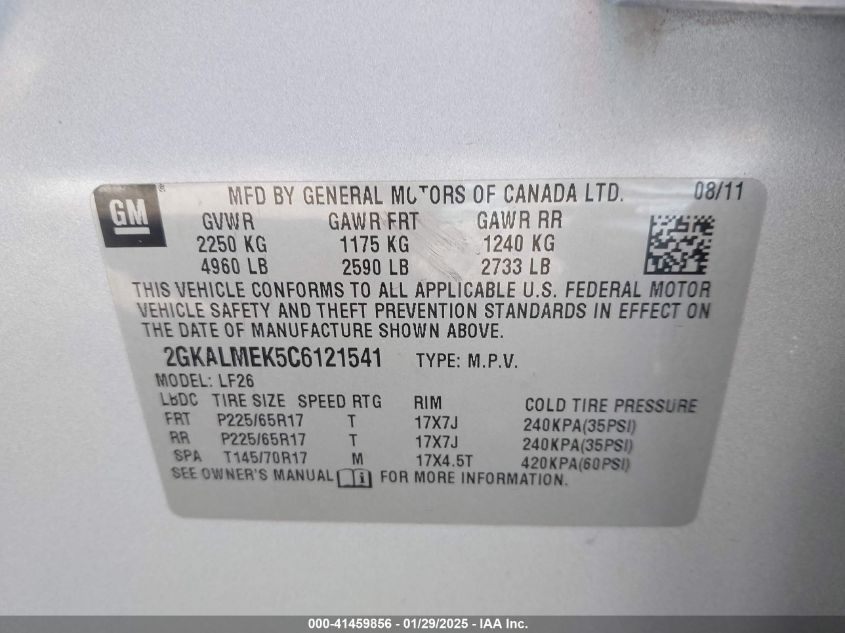 GM
MFD BY GENERAL MOTORS OF CANADA LTD. 08/11
GVWR GAWR FRT GAWR RR
2250 KG 1175 KG 1240 KG
4960 LB 2590 LB 2733 LB
THIS VEHICLE CONFORMS TO ALL APPLICABLE U.S. FEDERAL MOTOR
VEHICLE SAFETY AND THEFT PREVENTION STANDARDS IN EFFECT ON
THE DATE OF MANUFACTURE SHOWN ABOVE.
2GKALMEK5C6121541 TYPE: M.P.V.
MODEL: LF26
LBDC TIRE SIZE SPEED RTG RIM COLD TIRE PRESSURE
FRT P225/65R17 T 17X7J 240KPA(35PSI)
RR P225/65R17 T 17X7J 240KPA(35PSI)
SPA T145/70R17 M 17X4.5T 420KPA(60PSI)
SEE OWNER'S MANUAL FOR MORE INFORMATION.
000-41459856 - 01/29/2025 - IAA Inc.